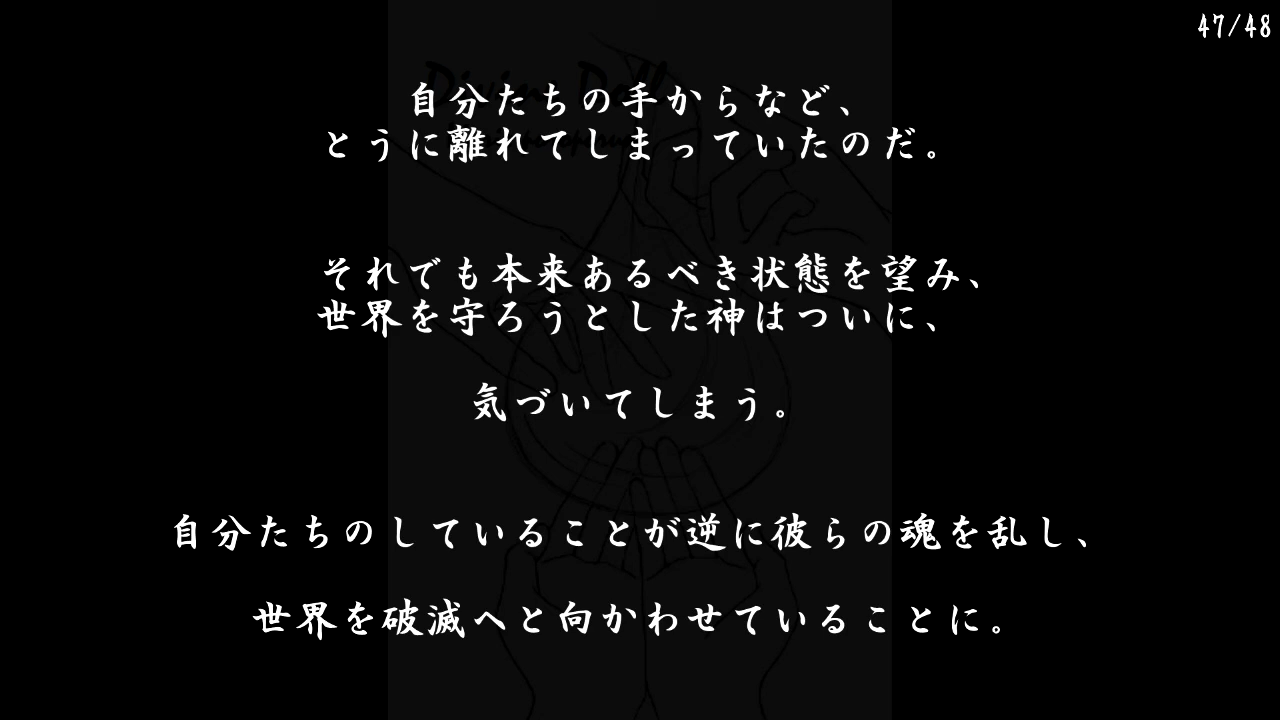 47/48
自分たちの手からなど、
とうに離れてしまっていたのだ。
それでも本来あるべき状態を望み、
世界を守ろうとした神はついに、
気づいてしまう。
自分たちのしていることが逆に彼らの魂を乱し、
世界を破滅へと向かわせていることに。